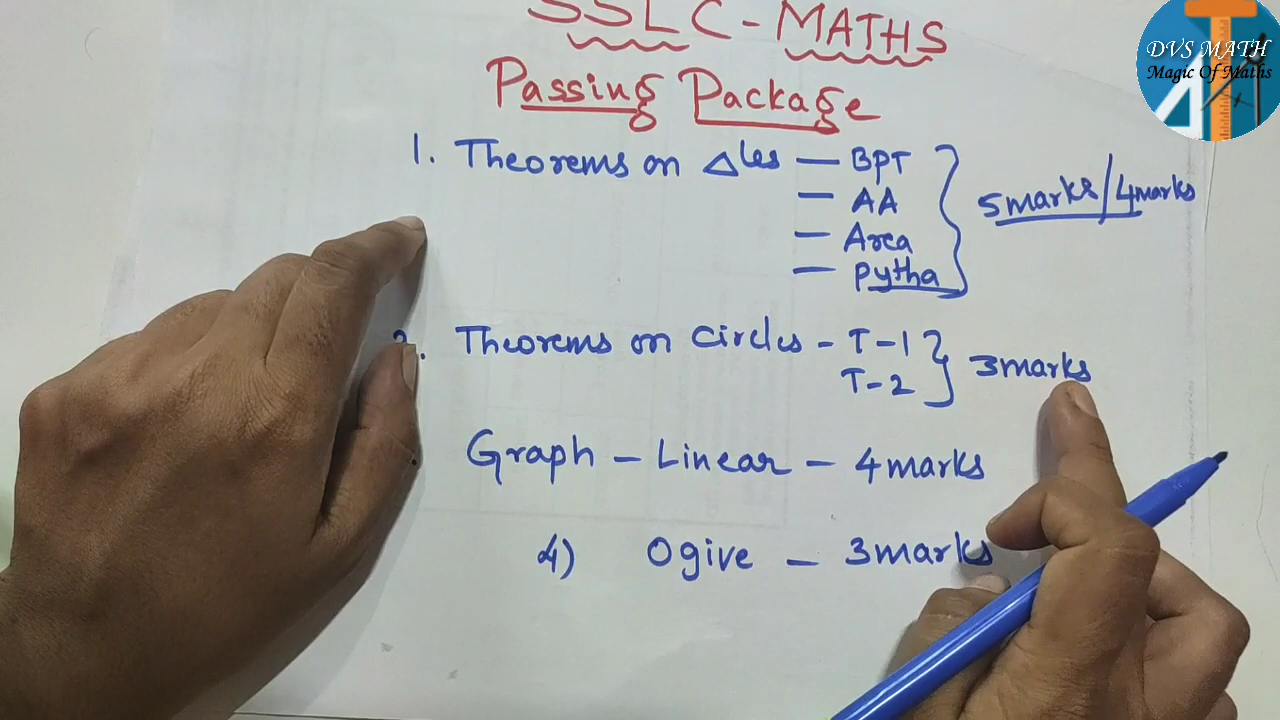 SSLC - MATHS
Passing Package
1. Theorems on △les — BPT
— AA
— Area
— Pytha
5marks/4marks
2. Theorems on Circles - T-1
T-2
3marks
Graph - Linear - 4marks
4) Ogive - 3marks
DVS MATH
Magic Of Maths